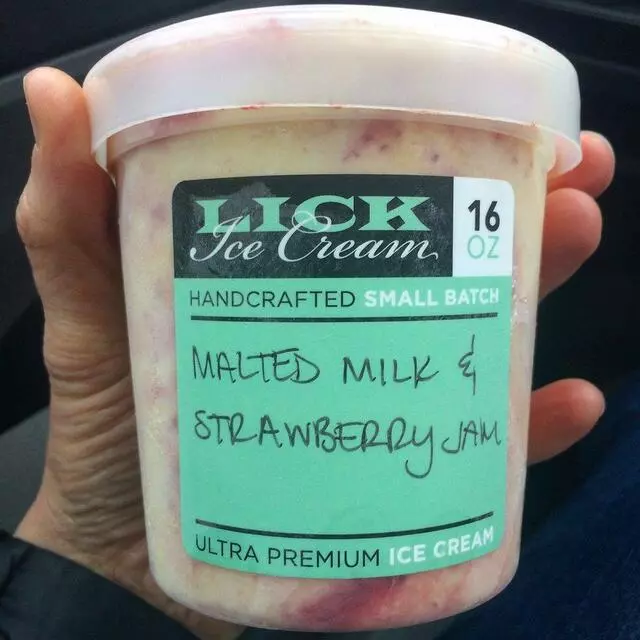 LICK
Ice Cream
16
OZ
HANDCRAFTED SMALL BATCH
MALTED MILK &
STRAWBERRY JAM
ULTRA PREMIUM ICE CREAM